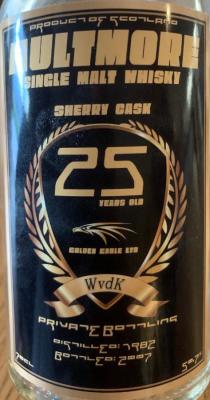 PRODUCT OF SCOTLAND
AULTMORE
SINGLE MALT WHISKY
SHERRY CASK
25
YEARS OLD
GOLDEN EAGLE LTD
WvdK
PRIVATE BOTTLING
DISTILLED: 1982
BOTTLED: 2007
70CL